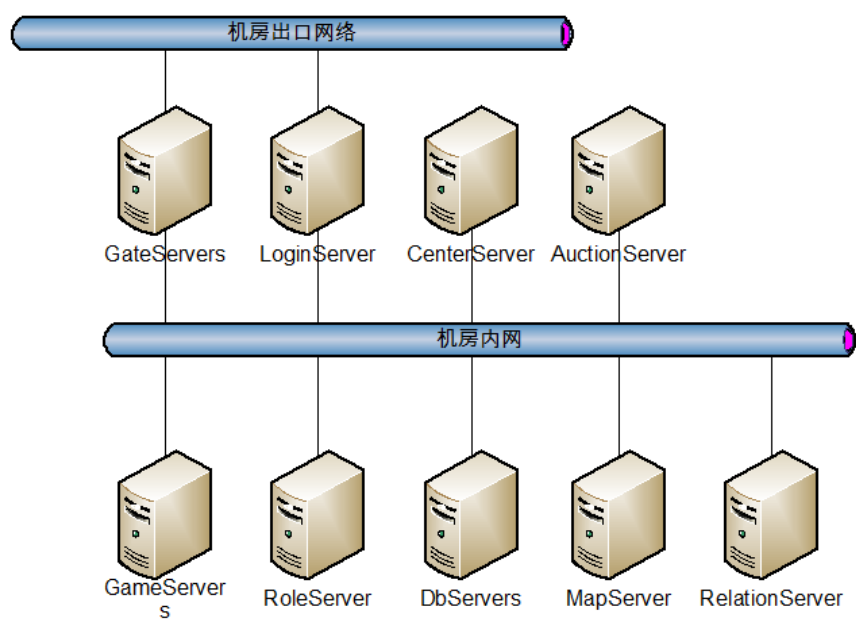 机房出口网络
GateServers
LoginServer
CenterServer
AuctionServer
机房内网
GameServer
s
RoleServer
DbServers
MapServer
RelationServer